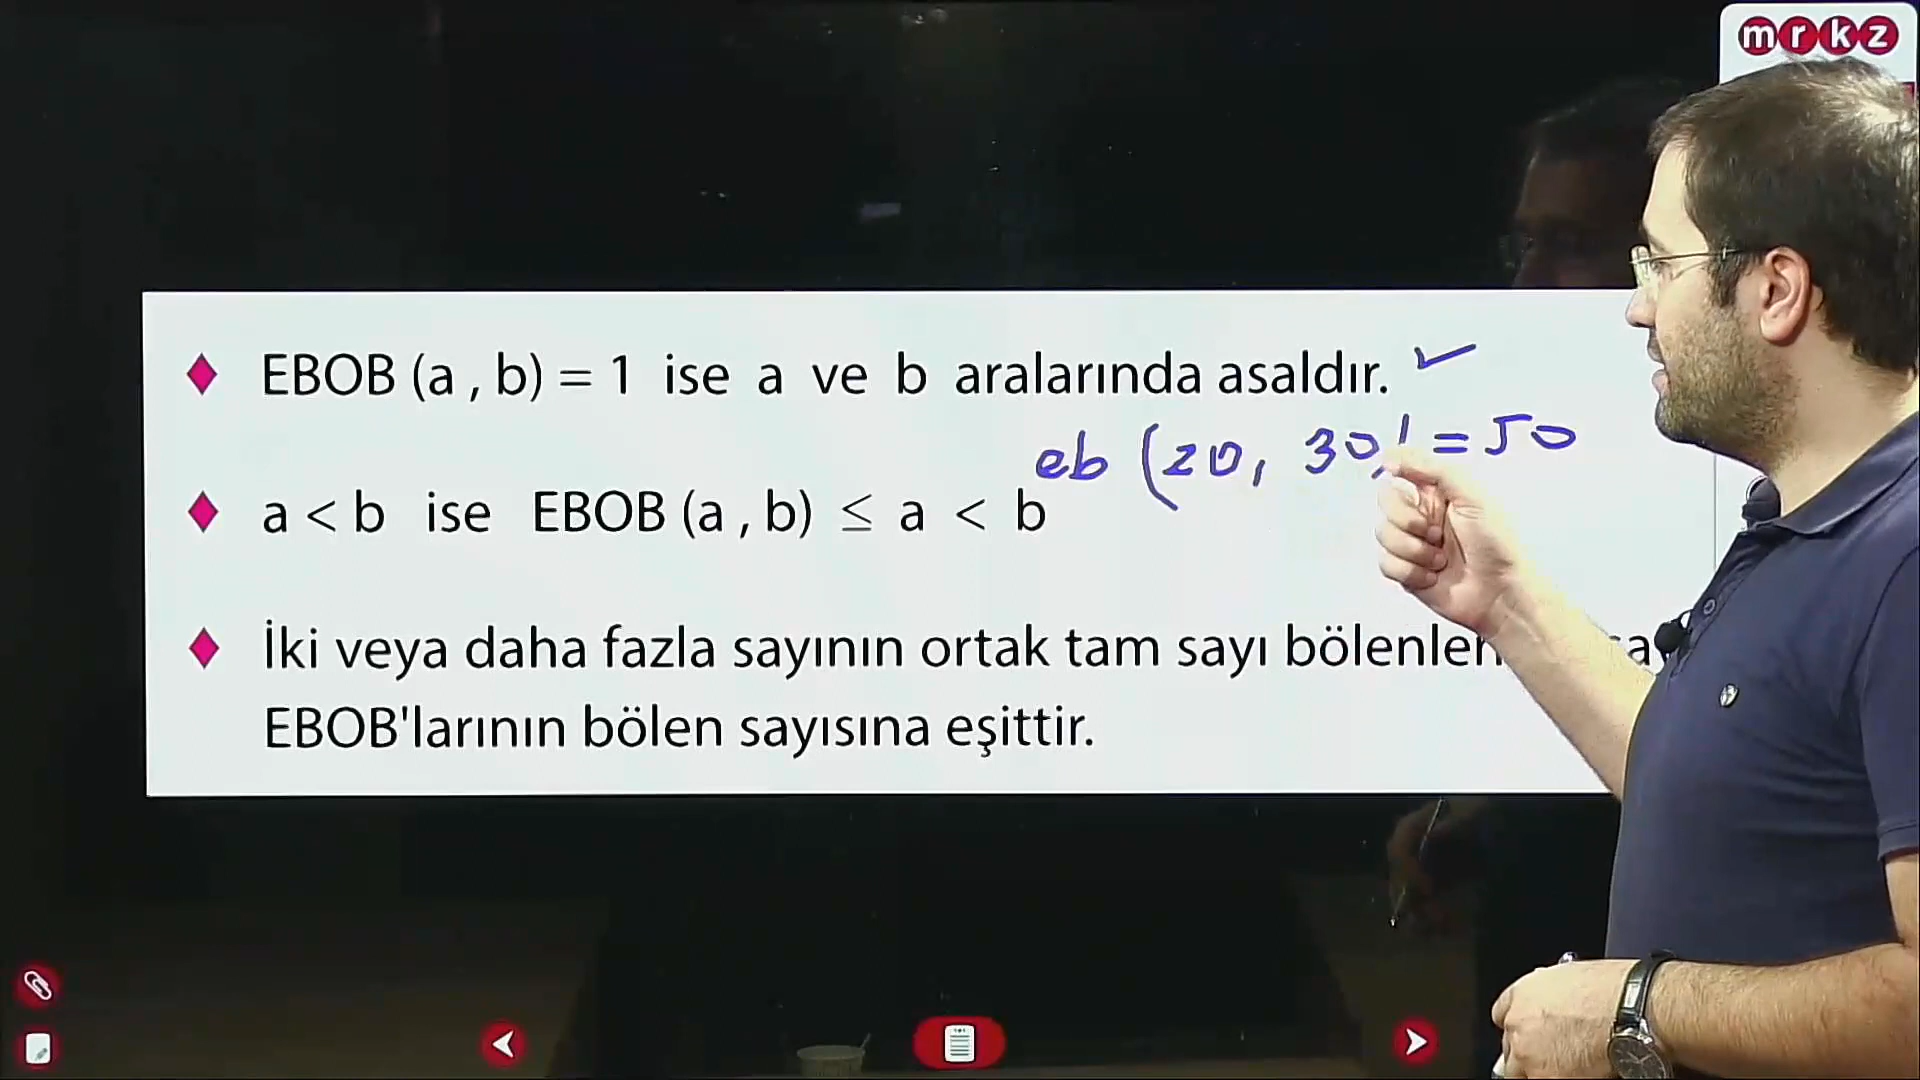 mrkz
EBOB (a , b) = 1 ise a ve b aralarında asaldır.
eb (20, 30) = 50
a < b ise EBOB (a , b) ≤ a < b
İki veya daha fazla sayının ortak tam sayı
EBOB'larının bölen sayısına eşittir.